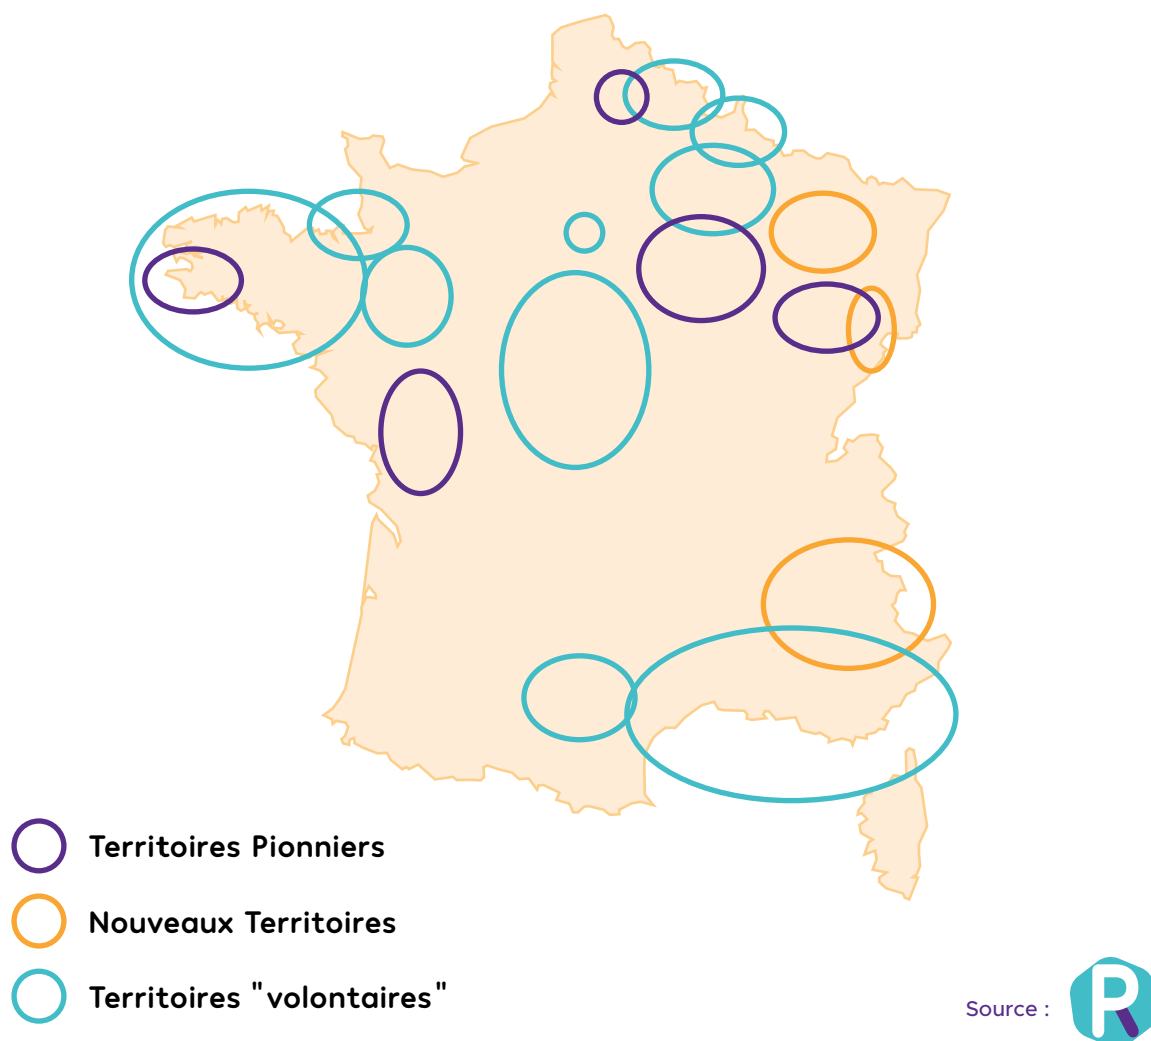 Territoires Pionniers
Nouveaux Territoires
Territoires "volontaires"
Source :
R